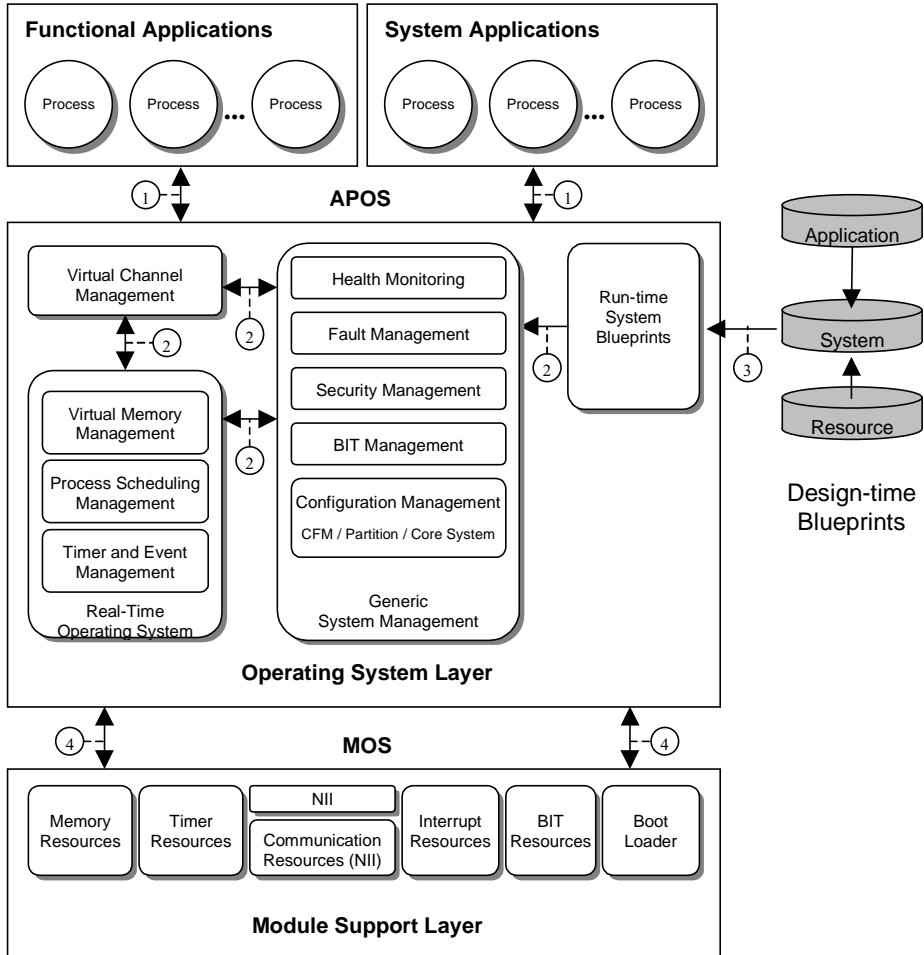 Functional Applications
System Applications
Process
Process
...
Process
Process
Process
...
Process
1
APOS
1
Virtual Channel
Management
2
2
Real-Time
Operating System
Virtual Memory
Management
Process Scheduling
Management
Timer and Event
Management
2
Health Monitoring
Fault Management
Security Management
BIT Management
Configuration Management
CFM / Partition / Core System
Generic
System Management
2
Run-time
System
Blueprints
3
Application
System
Resource
Design-time
Blueprints
Operating System Layer
4
MOS
4
Memory
Resources
Timer
Resources
NII
Communication
Resources (NII)
Interrupt
Resources
BIT
Resources
Boot
Loader
Module Support Layer